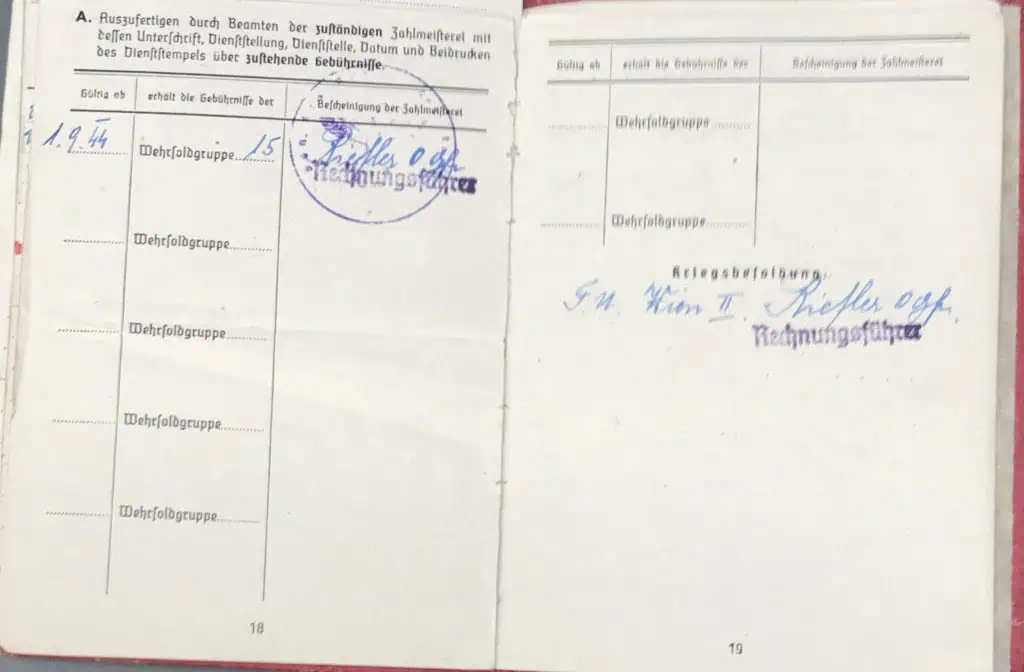 A. Auszufertigen durch Beamten der zuständigen Zahlmeisterei mit
dessen Unterschrift, Dienststellung, Dienststelle, Datum und Beidrucken
des Dienststempels über zustehende Gebührnisse.
Gültig ab
erhält die Gebührnisse der
Bescheinigung der Zahlmeisterei
1.9.44
Wehrsoldgruppe 15
Ogfr.
Rechnungsführer
Wehrsoldgruppe
Wehrsoldgruppe
Wehrsoldgruppe
Wehrsoldgruppe
18
Gültig ab
erhält die Gebührnisse der
Bescheinigung der Zahlmeisterei
Wehrsoldgruppe
Wehrsoldgruppe
Kriegsbesoldung.
Wien II. Ogfr.
Rechnungsführer
19